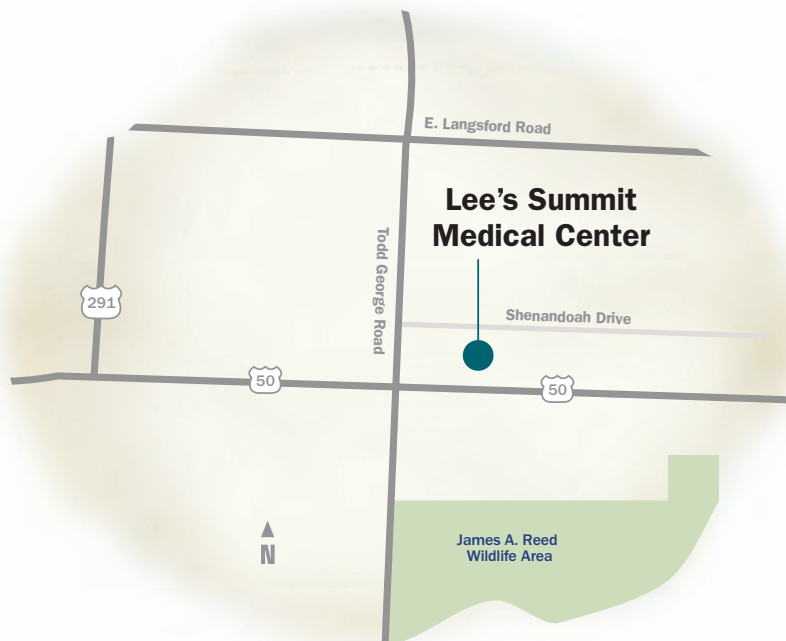 E. Langsford Road
Lee’s Summit
Medical Center
Todd George Road
291
Shenandoah Drive
50
50
James A. Reed
Wildlife Area
N